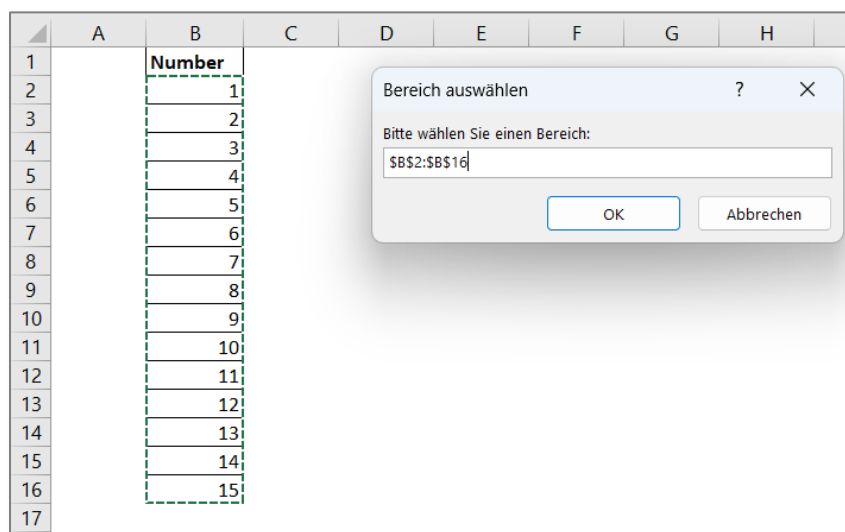 A B C D E F G H
1 Number
2 1
3 2
4 3
5 4
6 5
7 6
8 7
9 8
10 9
11 10
12 11
13 12
14 13
15 14
16 15
17
Bereich auswählen ?
Bitte wählen Sie einen Bereich:
$B$2:$B$16
OK Abbrechen